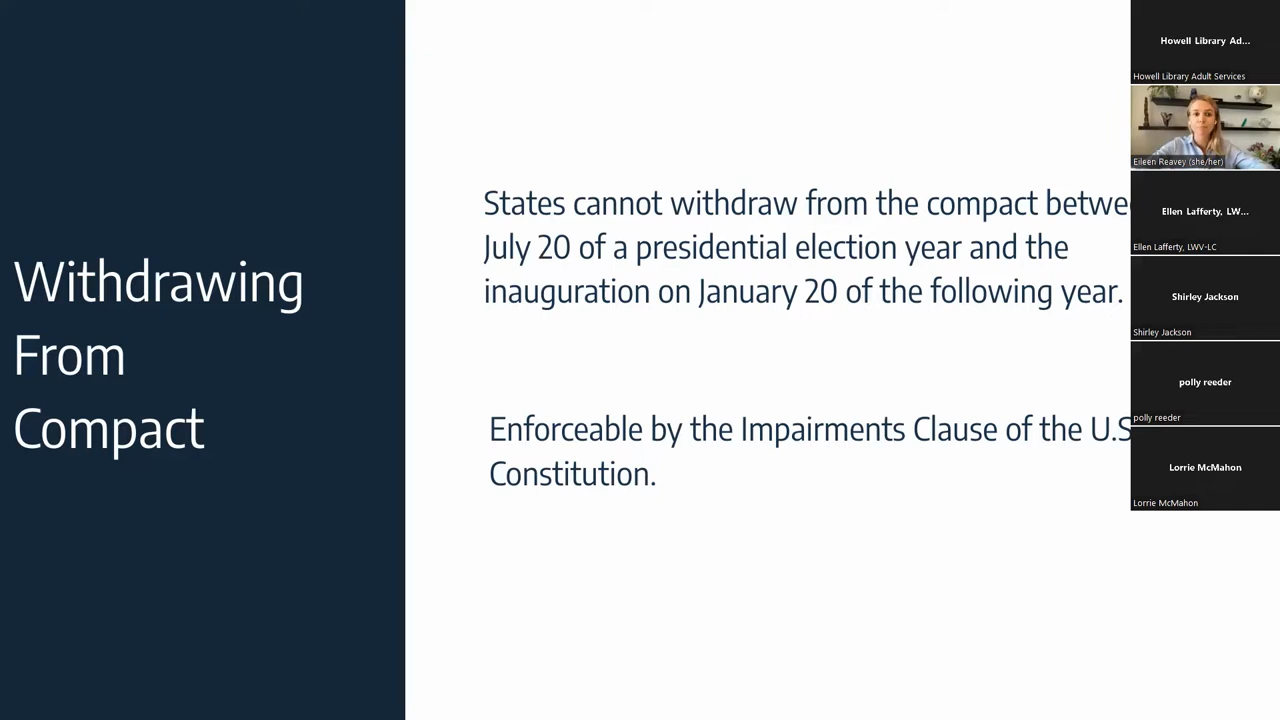 Withdrawing
From
Compact
States cannot withdraw from the compact
July 20 of a presidential election year and the
inauguration on January 20 of the following year.
Enforceable by the Impairments Clause of the U.S
Constitution.
Howell Library Ad...
Howell Library Adult Services
Eileen Reavey (she/her)
Ellen Lafferty, LW...
Ellen Lafferty, LWV-LC
Shirley Jackson
Shirley Jackson
polly reeder
polly reeder
Lorrie McMahon
Lorrie McMahon